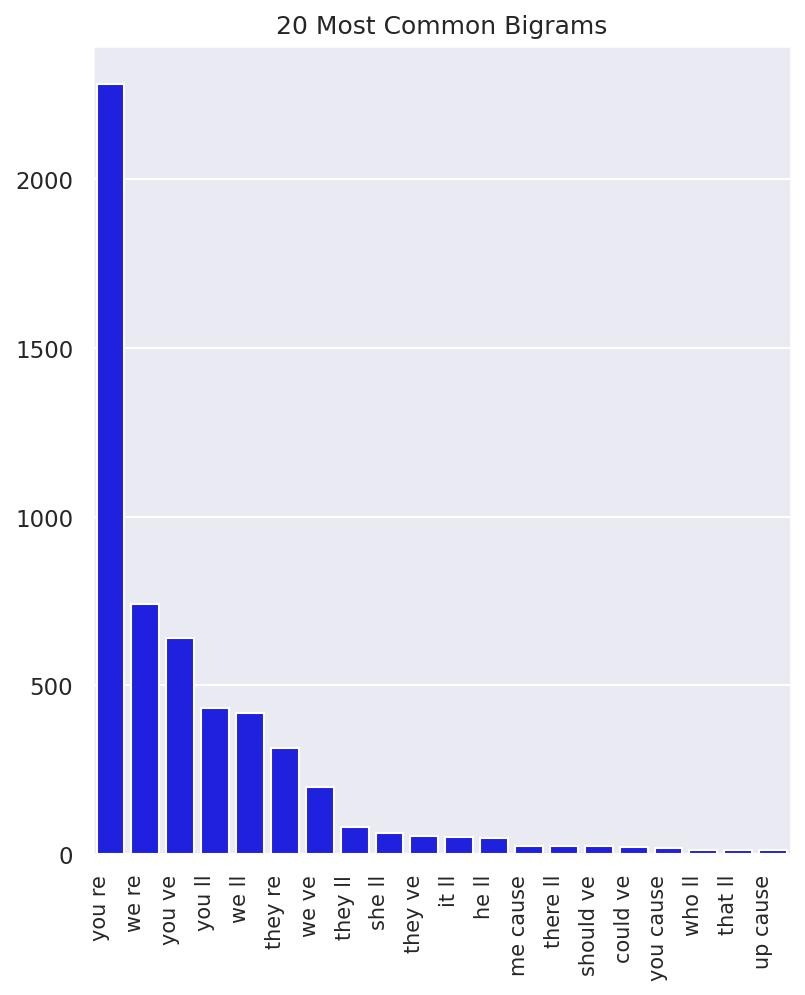 20 Most Common Bigrams
2000
1500
1000
500
0
you re
we re
you ve
you ll
we ll
they re
we ve
they ll
she ll
they ve
it ll
he ll
me cause
there ll
should ve
could ve
you cause
who ll
that ll
up cause